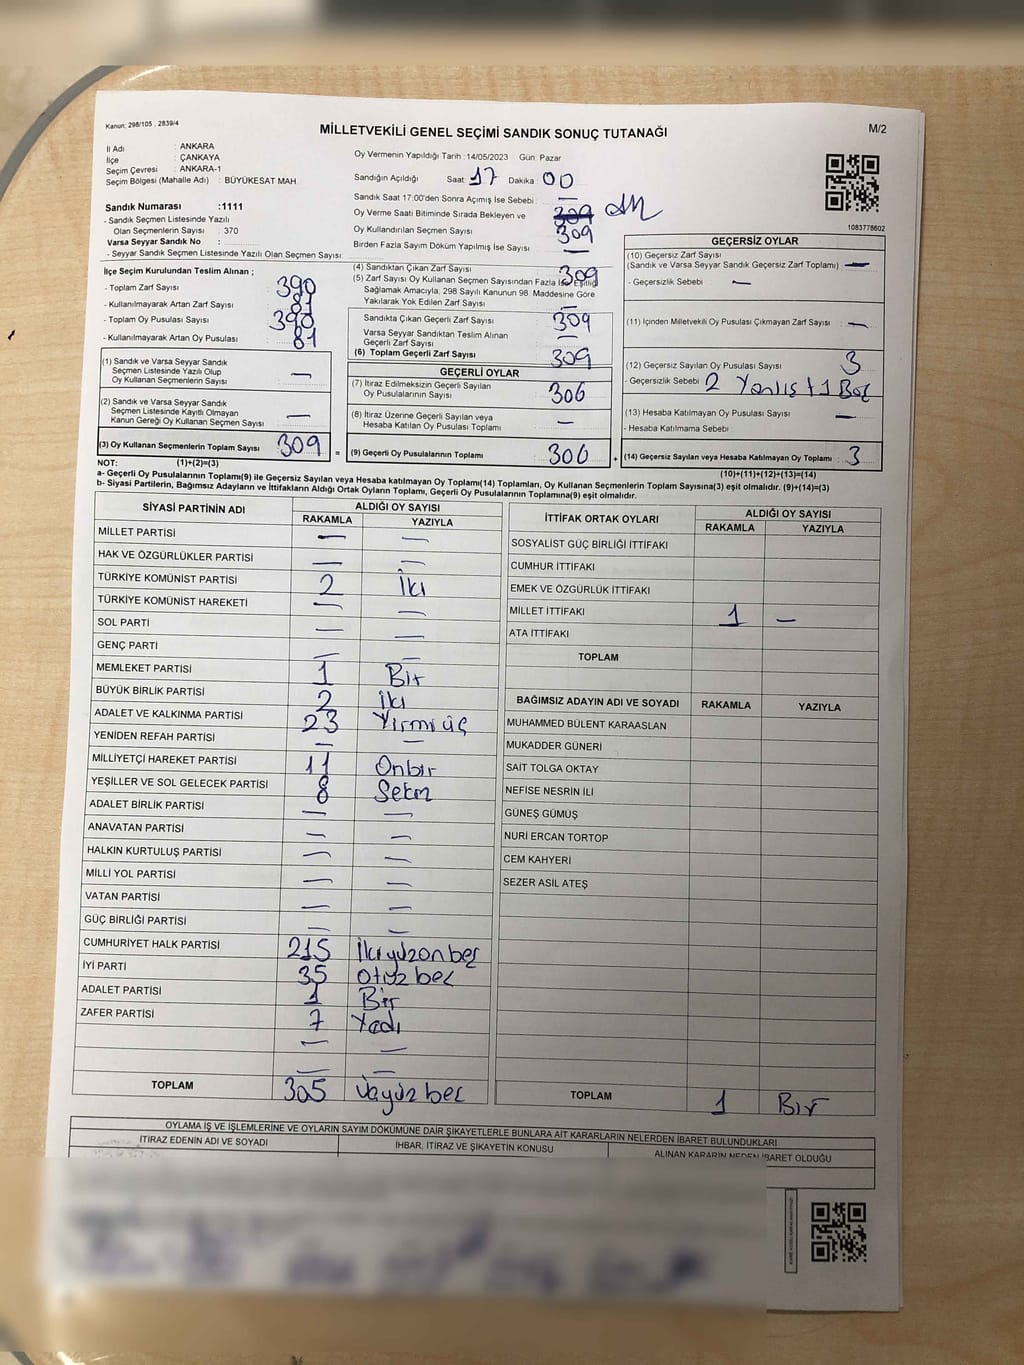 Kanun: 298/105 ; 2839/4
MİLLETVEKİLİ GENEL SEÇİMİ SANDIK SONUÇ TUTANAĞI
M/2
İl Adı : ANKARA
İlçe : ÇANKAYA
Seçim Çevresi : ANKARA-1
Seçim Bölgesi (Mahalle Adı) : BÜYÜKESAT MAH
Sandık Numarası :1111
- Sandık Seçmen Listesinde Yazılı
Olan Seçmenlerin Sayısı : 370
Varsa Seyyar Sandık No :
- Seyyar Sandık Seçmen Listesinde Yazılı Olan Seçmen Sayısı:
Oy Vermenin Yapıldığı Tarih :14/05/2023 Gün: Pazar
Sandığın Açıldığı Saat 17 Dakika 00
Sandık Saat 17.00'den Sonra Açımış İse Sebebi : —
Oy Verme Saati Bitiminde Sırada Bekleyen ve 309
Oy Kullandırılan Seçmen Sayısı 309
Birden Fazla Sayım Döküm Yapılmış İse Sayısı —
1083778602
İlçe Seçim Kurulundan Teslim Alınan ;
- Toplam Zarf Sayısı 390
- Kullanılmayarak Artan Zarf Sayısı 81
- Toplam Oy Pusulası Sayısı 390
- Kullanılmayarak Artan Oy Pusulası 81
(4) Sandıktan Çıkan Zarf Sayısı 309
(5) Zarf Sayısı Oy Kullanan Seçmen Sayısından Fazla İse Eşitliği
Sağlamak Amacıyla, 298 Sayılı Kanunun 98. Maddesine Göre
Yakılarak Yok Edilen Zarf Sayısı —
Sandıkta Çıkan Geçerli Zarf Sayısı 309
Varsa Seyyar Sandıktan Teslim Alınan
Geçerli Zarf Sayısı —
(6) Toplam Geçerli Zarf Sayısı 309
GEÇERSİZ OYLAR
(10) Geçersiz Zarf Sayısı
(Sandık ve Varsa Seyyar Sandık Geçersiz Zarf Toplamı) —
- Geçersizlik Sebebi : —
(11) İçinden Milletvekili Oy Pusulası Çıkmayan Zarf Sayısı : —
(12) Geçersiz Sayılan Oy Pusulası Sayısı : 3
- Geçersizlik Sebebi : 2 Yanlış +1 Boş
(13) Hesaba Katılmayan Oy Pusulası Sayısı : —
- Hesaba Katılmama Sebebi :
(14) Geçersiz Sayılan veya Hesaba Katılmayan Oy Toplamı : 3
(10)+(11)+(12)+(13)=(14)
(1) Sandık ve Varsa Seyyar Sandık
Seçmen Listesinde Yazılı Olup
Oy Kullanan Seçmenlerin Sayısı —
(2) Sandık ve Varsa Seyyar Sandık
Seçmen Listesinde Kayıtlı Olmayan
Kanun Gereği Oy Kullanan Seçmen Sayısı —
(3) Oy Kullanan Seçmenlerin Toplam Sayısı 309 =
(1)+(2)=(3)
GEÇERLİ OYLAR
(7) İtiraz Edilmeksizin Geçerli Sayılan
Oy Pusulalarının Sayısı 306
(8) İtiraz Üzerine Geçerli Sayılan veya
Hesaba Katılan Oy Pusulası Toplamı —
(9) Geçerli Oy Pusulalarının Toplamı 306 +
NOT:
a- Geçerli Oy Pusulalarının Toplamı(9) ile Geçersiz Sayılan veya Hesaba Katılmayan Oy Toplamı(14) Toplamları, Oy Kullanan Seçmenlerin Toplam Sayısına(3) eşit olmalıdır. (9)+(14)=(3)
b- Siyasi Partilerin, Bağımsız Adayların ve İttifakların Aldığı Ortak Oyların Toplamı, Geçerli Oy Pusulalarının Toplamına(9) eşit olmalıdır.
SİYASİ PARTİNİN ADI ALDIĞI OY SAYISI
RAKAMLA YAZIYLA
MİLLET PARTİSİ — —
HAK VE ÖZGÜRLÜKLER PARTİSİ — —
TÜRKİYE KOMÜNİST PARTİSİ 2 İki
TÜRKİYE KOMÜNİST HAREKETİ — —
SOL PARTİ — —
GENÇ PARTİ — —
MEMLEKET PARTİSİ 1 Bir
BÜYÜK BİRLİK PARTİSİ 2 iki
ADALET VE KALKINMA PARTİSİ 23 Yirmi üç
YENİDEN REFAH PARTİSİ — —
MİLLİYETÇİ HAREKET PARTİSİ 11 Onbir
YEŞİLLER VE SOL GELECEK PARTİSİ 8 Sekiz
ADALET BİRLİK PARTİSİ — —
ANAVATAN PARTİSİ — —
HALKIN KURTULUŞ PARTİSİ — —
MİLLİ YOL PARTİSİ — —
VATAN PARTİSİ — —
GÜÇ BİRLİĞİ PARTİSİ — —
CUMHURİYET HALK PARTİSİ 215 İkiyüzonbeş
İYİ PARTİ 35 otuzbeş
ADALET PARTİSİ 1 Bir
ZAFER PARTİSİ 7 Yedi
— —
— —
TOPLAM 305 üçyüzbeş
İTTİFAK ORTAK OYLARI ALDIĞI OY SAYISI
RAKAMLA YAZIYLA
SOSYALİST GÜÇ BİRLİĞİ İTTİFAKI
CUMHUR İTTİFAKI
EMEK VE ÖZGÜRLÜK İTTİFAKI
MİLLET İTTİFAKI 1 —
ATA İTTİFAKI
TOPLAM
BAĞIMSIZ ADAYIN ADI VE SOYADI RAKAMLA YAZIYLA
MUHAMMED BÜLENT KARAASLAN
MUKADDER GÜNERİ
SAİT TOLGA OKTAY
NEFİSE NESRİN İLİ
GÜNEŞ GÜMÜŞ
NURİ ERCAN TORTOP
CEM KAHYERİ
SEZER ASİL ATEŞ
TOPLAM 1 Bir
OYLAMA İŞ VE İŞLEMLERİNE VE OYLARIN SAYIM DÖKÜMÜNE DAİR ŞİKAYETLERLE BUNLARA AİT KARARLARIN NELERDEN İBARET BULUNDUKLARI
İTİRAZ EDENİN ADI VE SOYADI İHBAR, İTİRAZ VE ŞİKAYETİN KONUSU ALINAN KARARIN NEDEN İBARET OLDUĞU